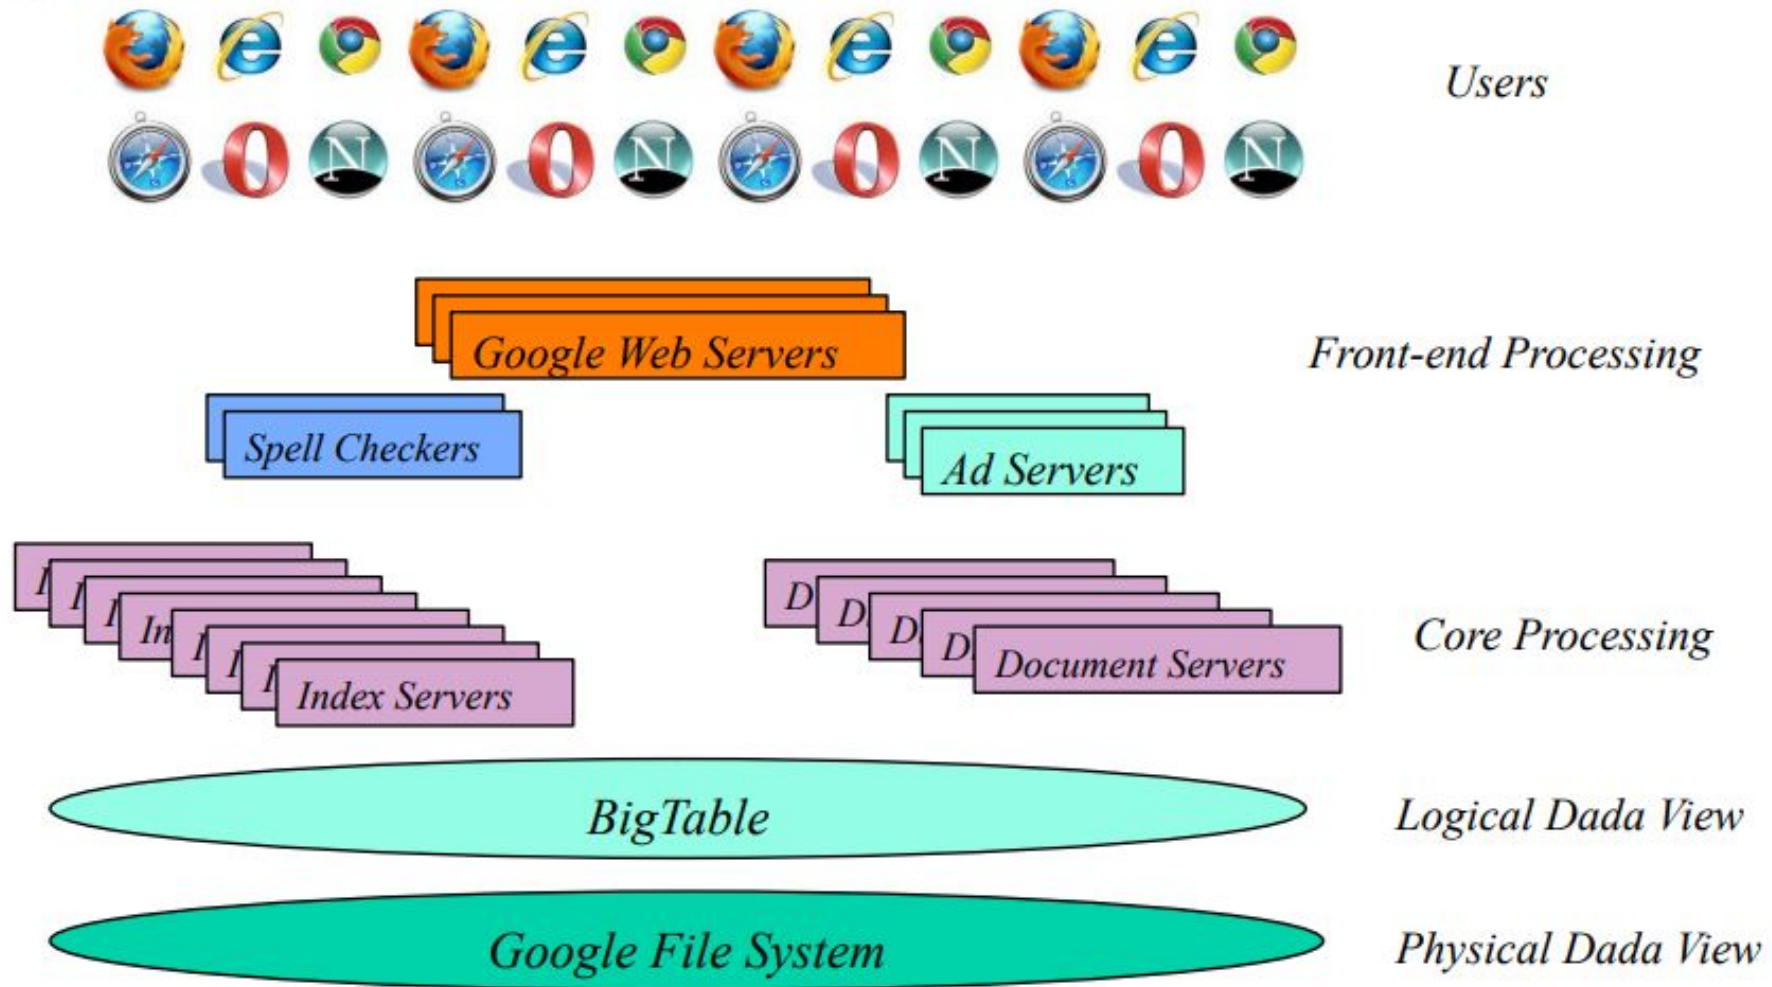 Users
Google Web Servers
Front-end Processing
Spell Checkers
Ad Servers
I
I
I
In
I
I
I
Index Servers
D
D
D
D
Document Servers
Core Processing
BigTable
Logical Dada View
Google File System
Physical Dada View